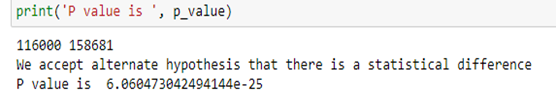 print('P value is ', p_value)
116000 158681
We accept alternate hypothesis that there is a statistical difference
P value is  6.060473042494144e-25